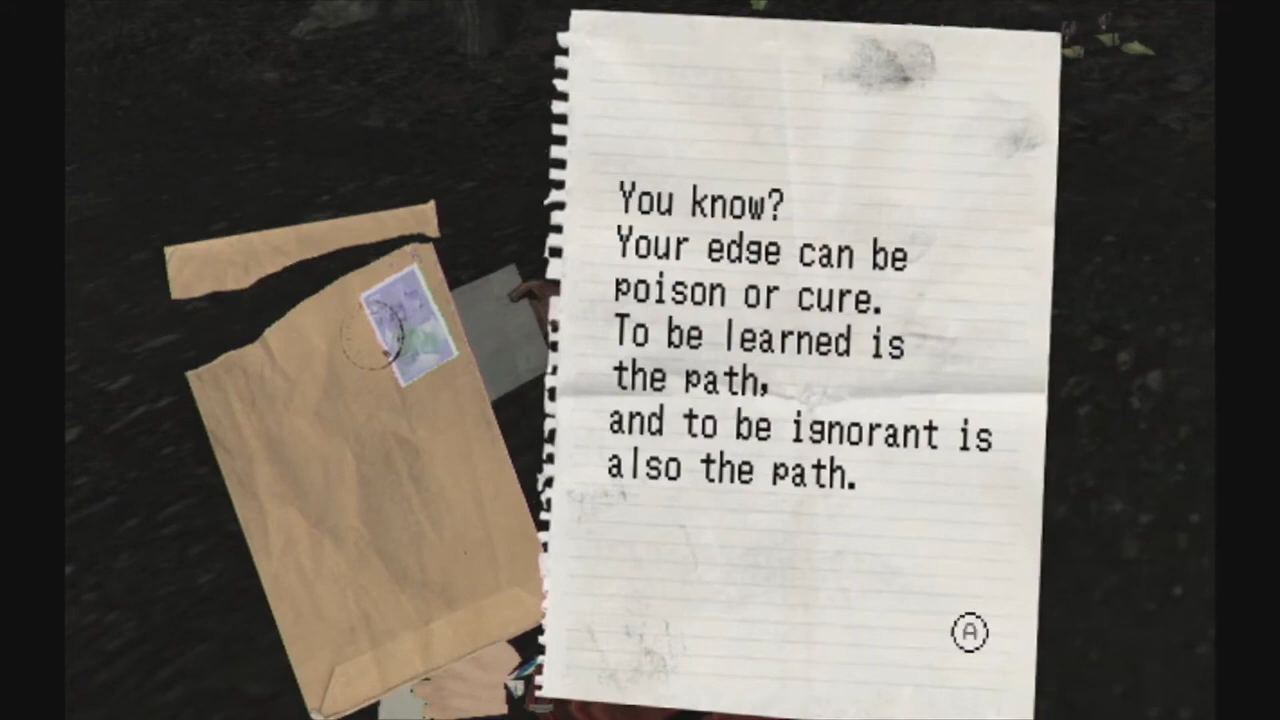 You know?
Your edge can be
poison or cure.
To be learned is
the path,
and to be ignorant is
also the path.
A